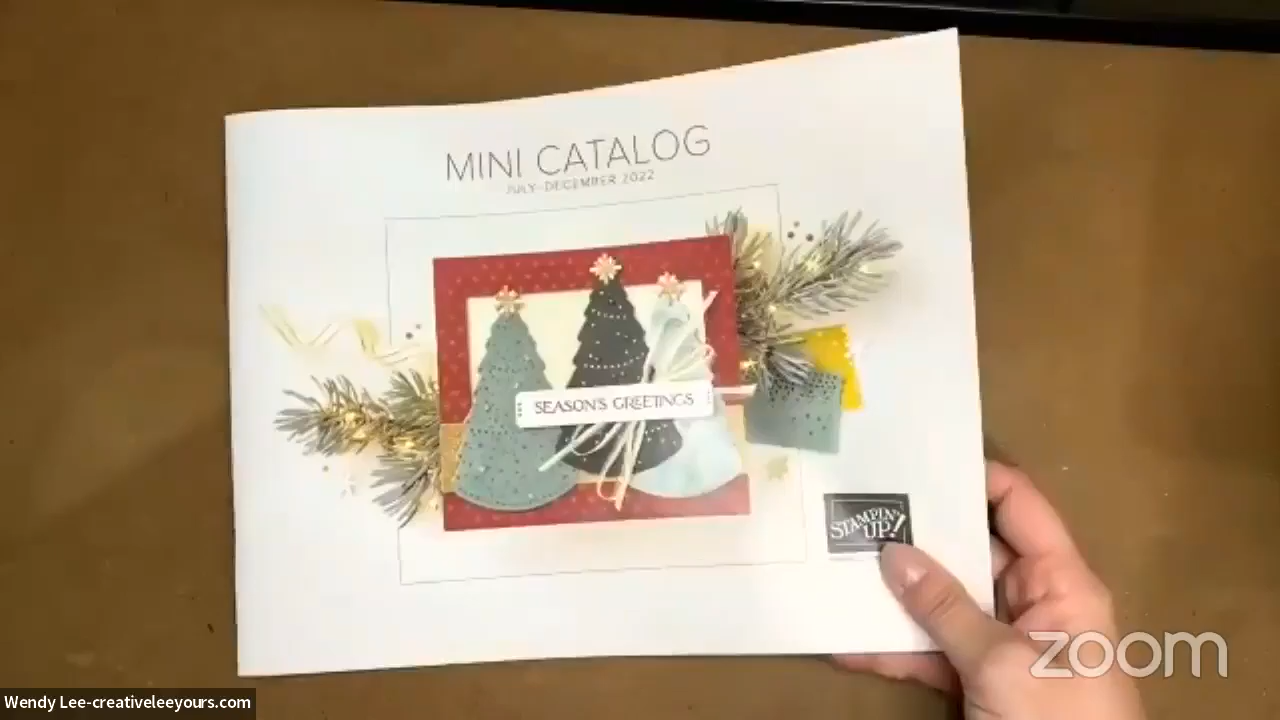 MINI CATALOG
JULY–DECEMBER 2022
SEASON'S GREETINGS
STAMPIN'
UP!
zoom
Wendy Lee-creativeleeyours.com